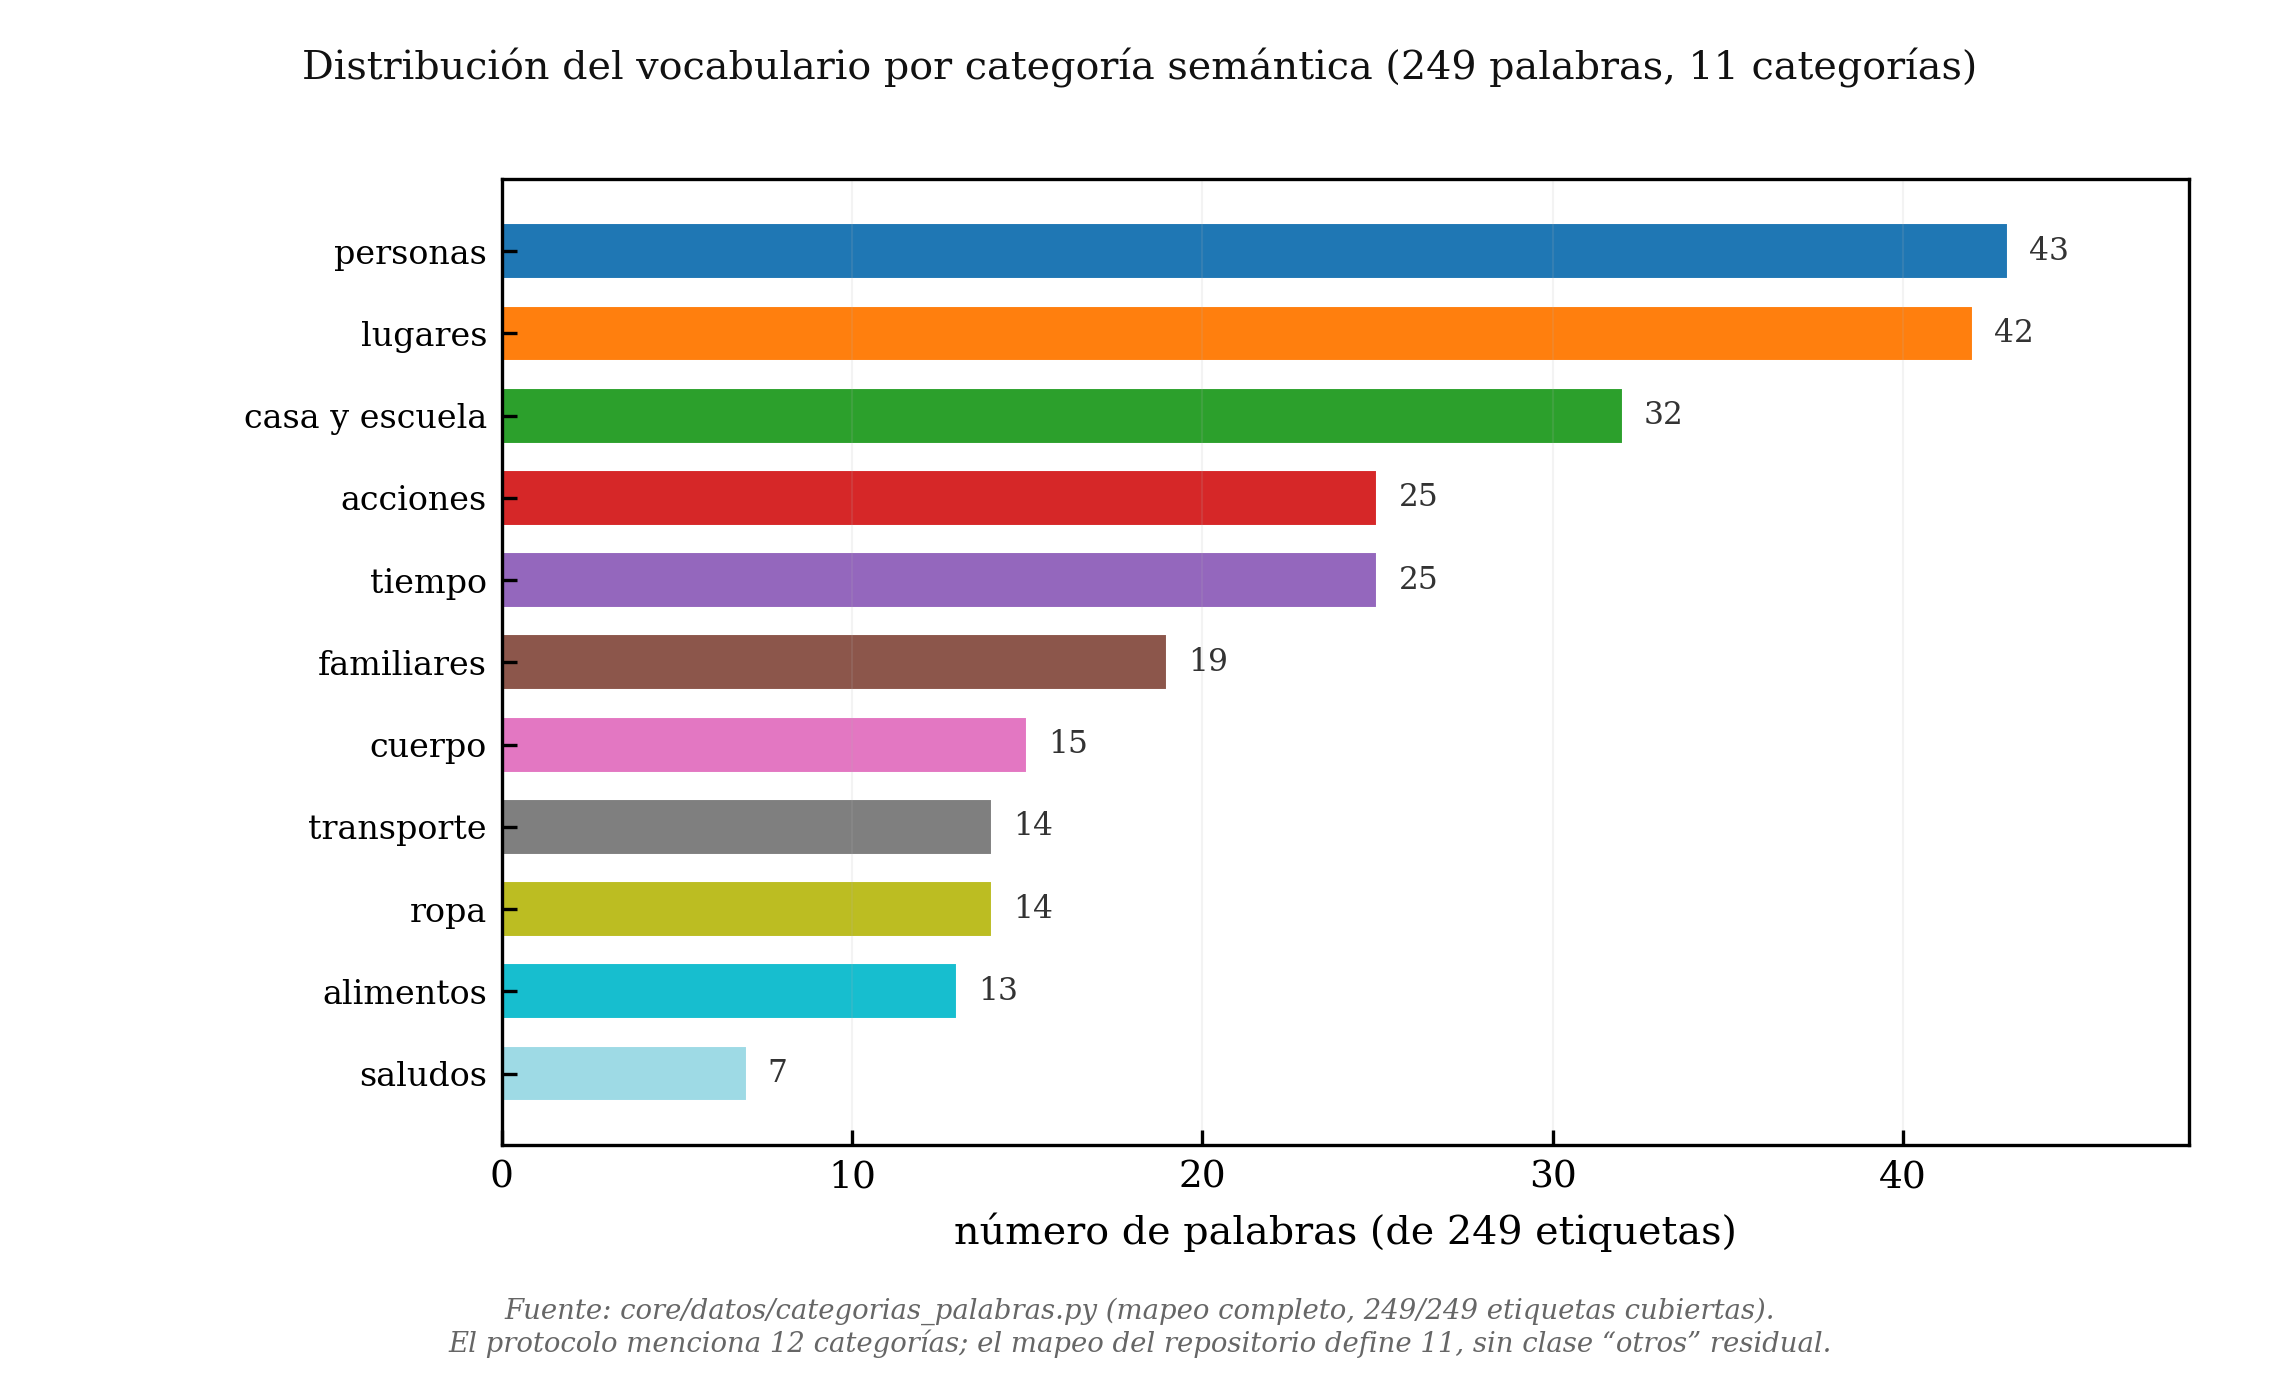 Distribución del vocabulario por categoría semántica (249 palabras, 11 categorías)
personas 43
lugares 42
casa y escuela 32
acciones 25
tiempo 25
familiares 19
cuerpo 15
transporte 14
ropa 14
alimentos 13
saludos 7
0 10 20 30 40
número de palabras (de 249 etiquetas)
Fuente: core/datos/categorias_palabras.py (mapeo completo, 249/249 etiquetas cubiertas).
El protocolo menciona 12 categorías; el mapeo del repositorio define 11, sin clase “otros” residual.